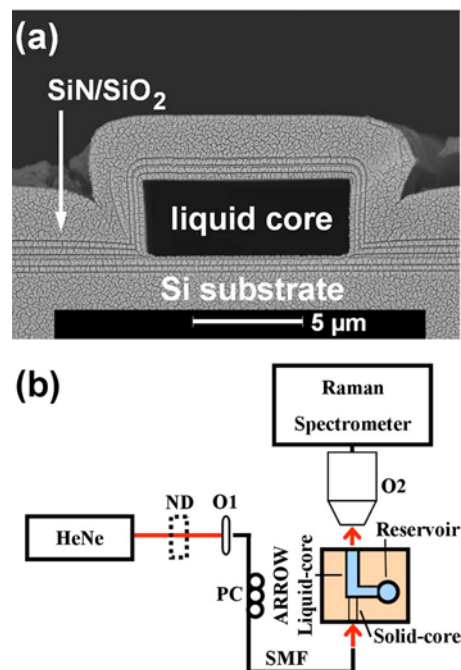 (a)
SiN/SiO2
liquid core
Si substrate
5 µm
(b)
Raman
Spectrometer
O2
ND
O1
HeNe
Reservoir
PC
ARROW
Liquid-core
Solid-core
SMF